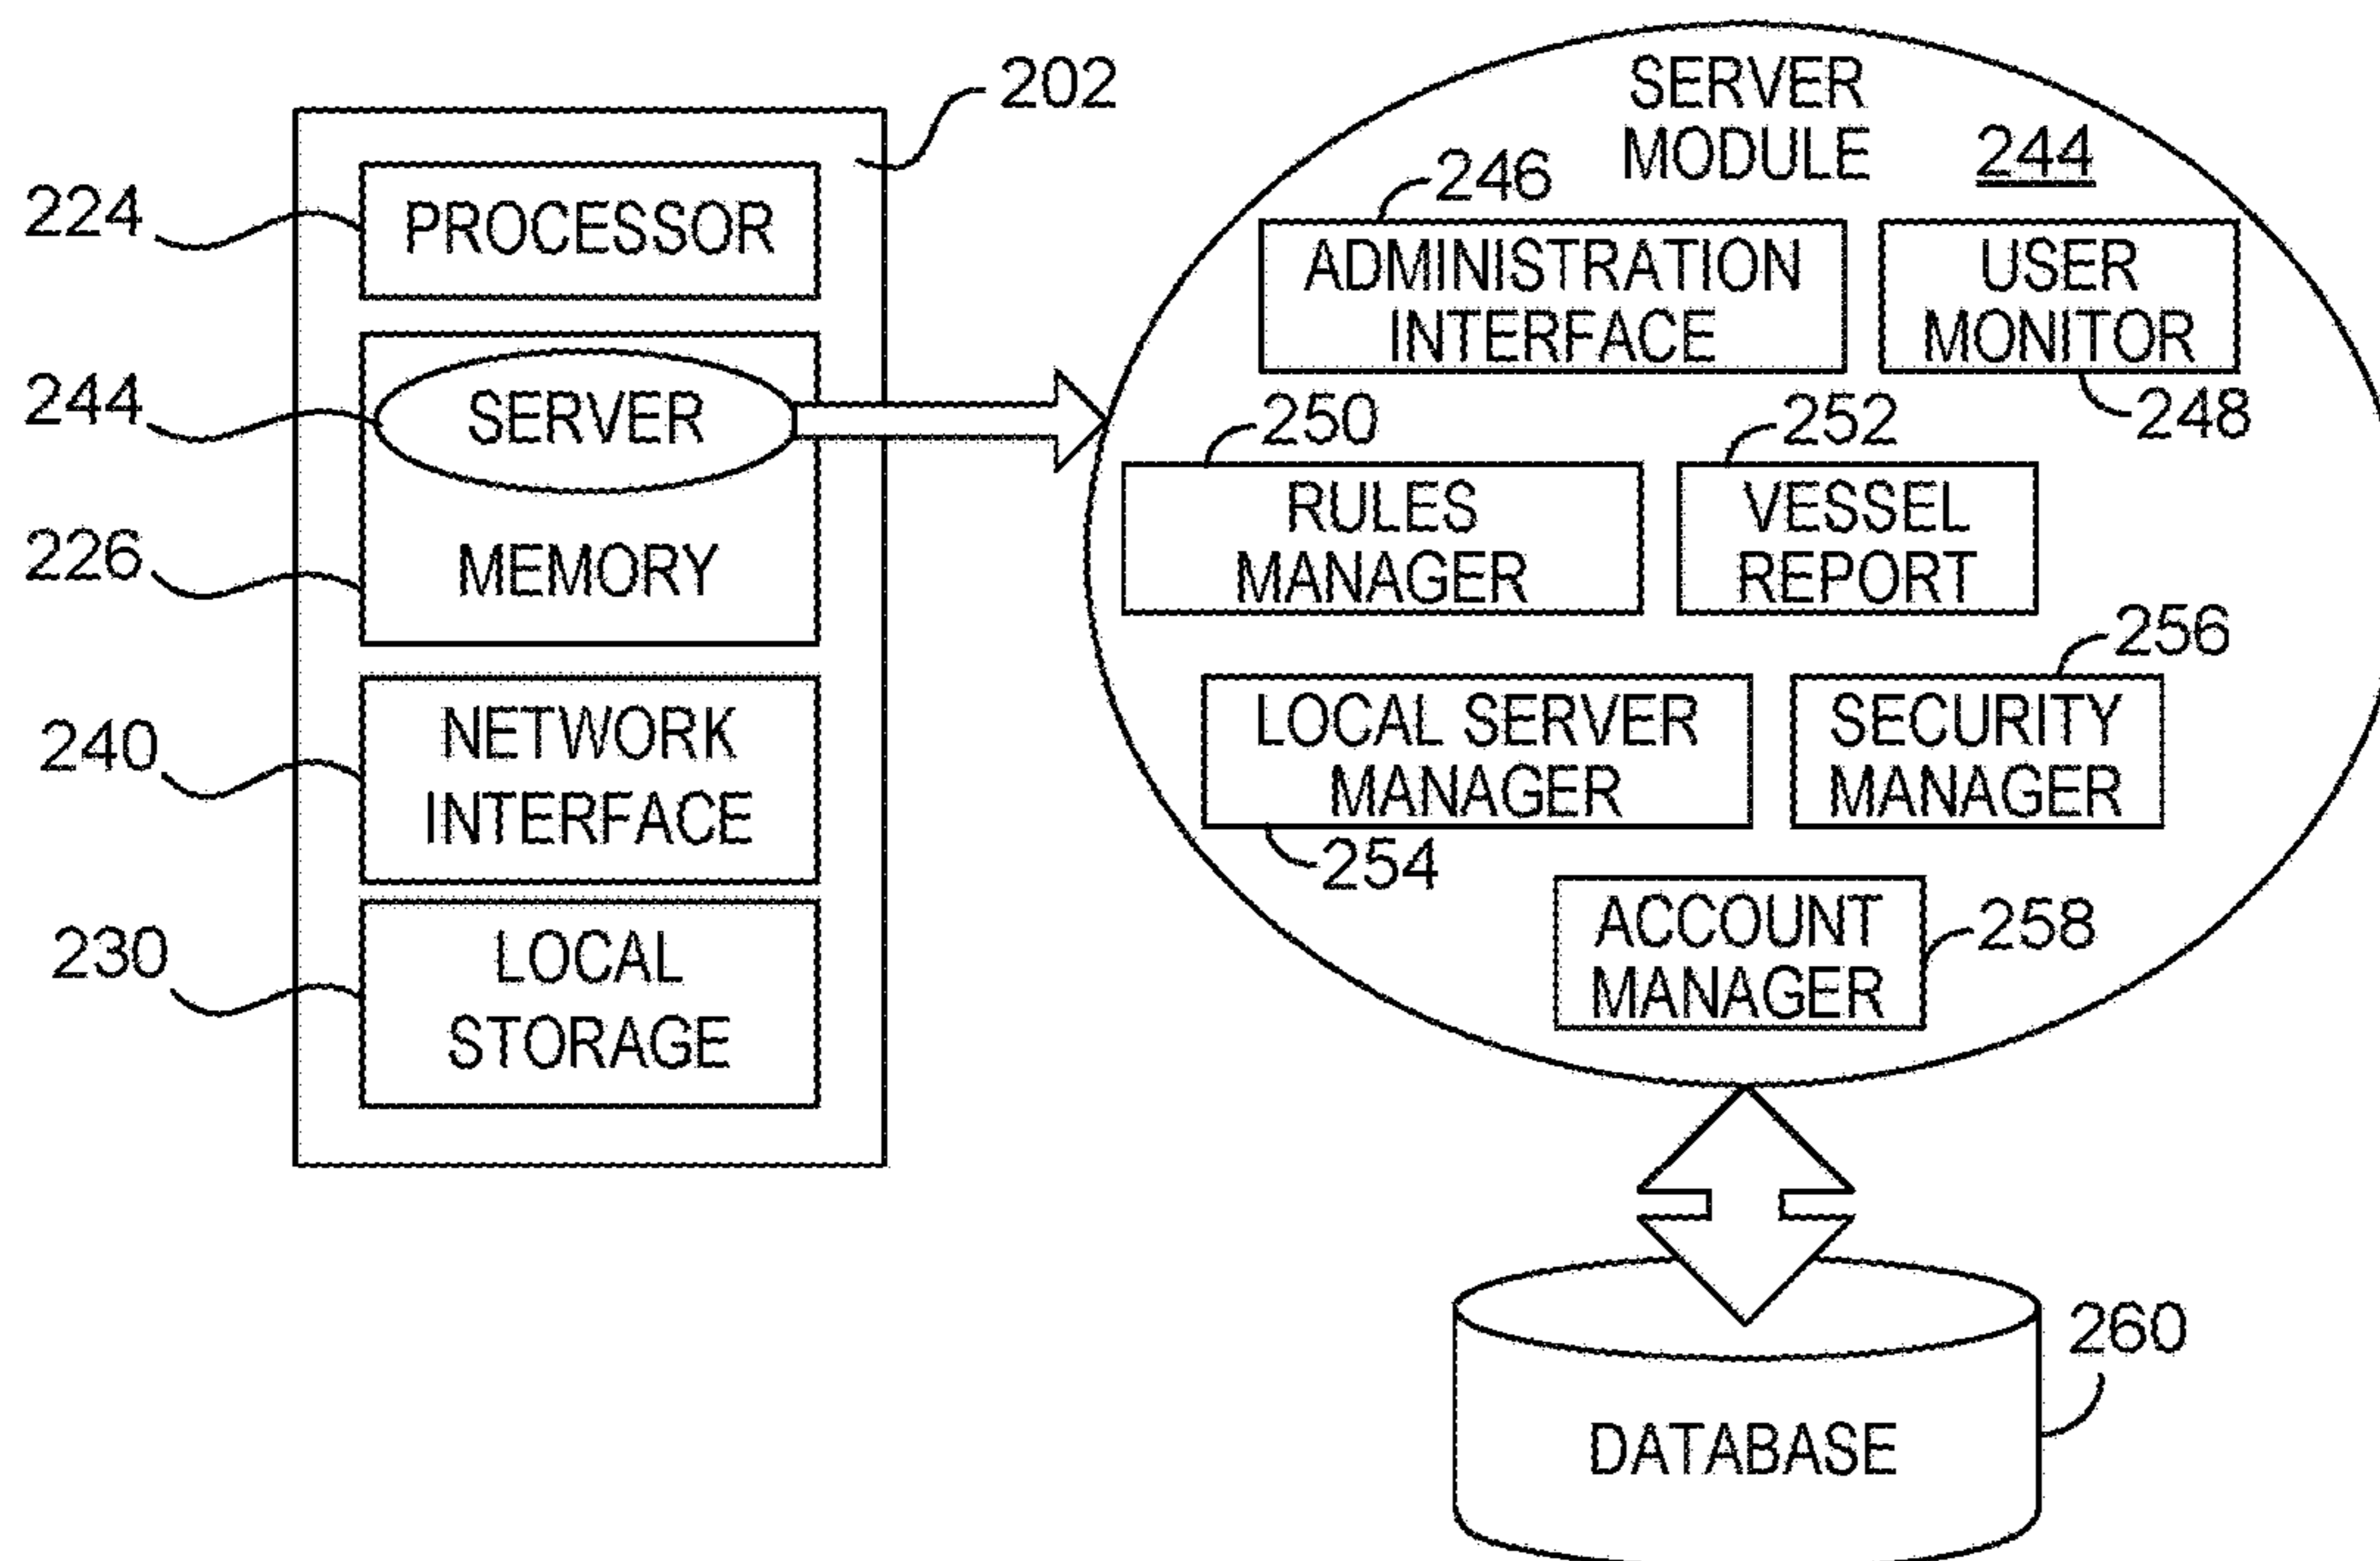 202
224
PROCESSOR
244
SERVER
226
MEMORY
240
NETWORK
INTERFACE
230
LOCAL
STORAGE
SERVER
MODULE
244
246
ADMINISTRATION
INTERFACE
USER
MONITOR
248
250
RULES
MANAGER
252
VESSEL
REPORT
LOCAL SERVER
MANAGER
254
256
SECURITY
MANAGER
ACCOUNT
MANAGER
258
260
DATABASE